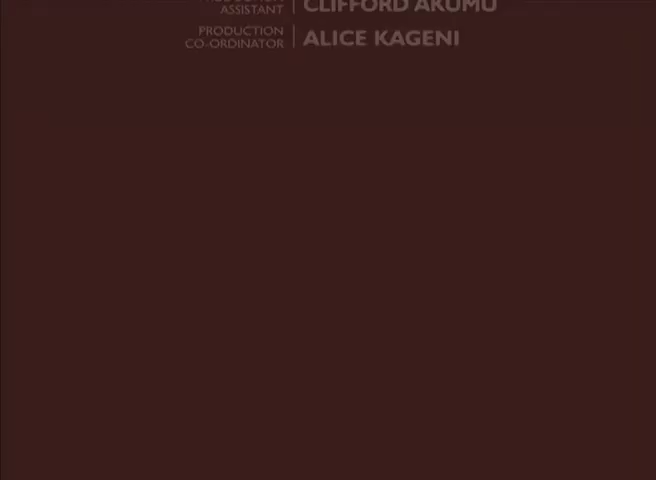 ASSISTANT
CLIFFORD AKUMU
PRODUCTION
CO-ORDINATOR
ALICE KAGENI